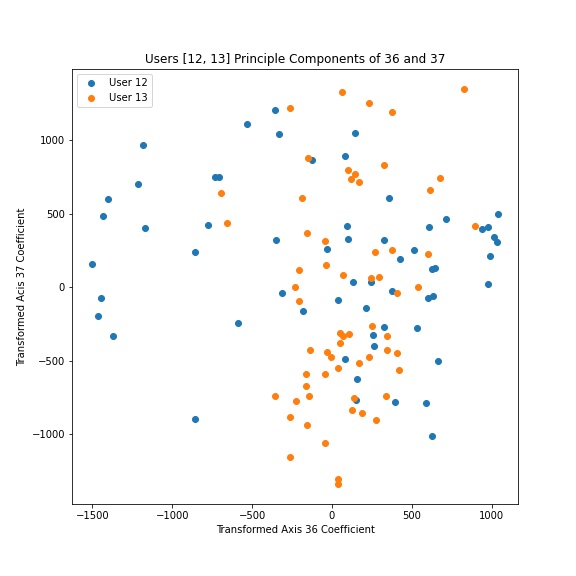 Users [12, 13] Principle Components of 36 and 37
User 12
User 13
1000
500
0
−500
−1000
Transformed Acis 37 Coefficient
−1500
−1000
−500
0
500
1000
Transformed Axis 36 Coefficient